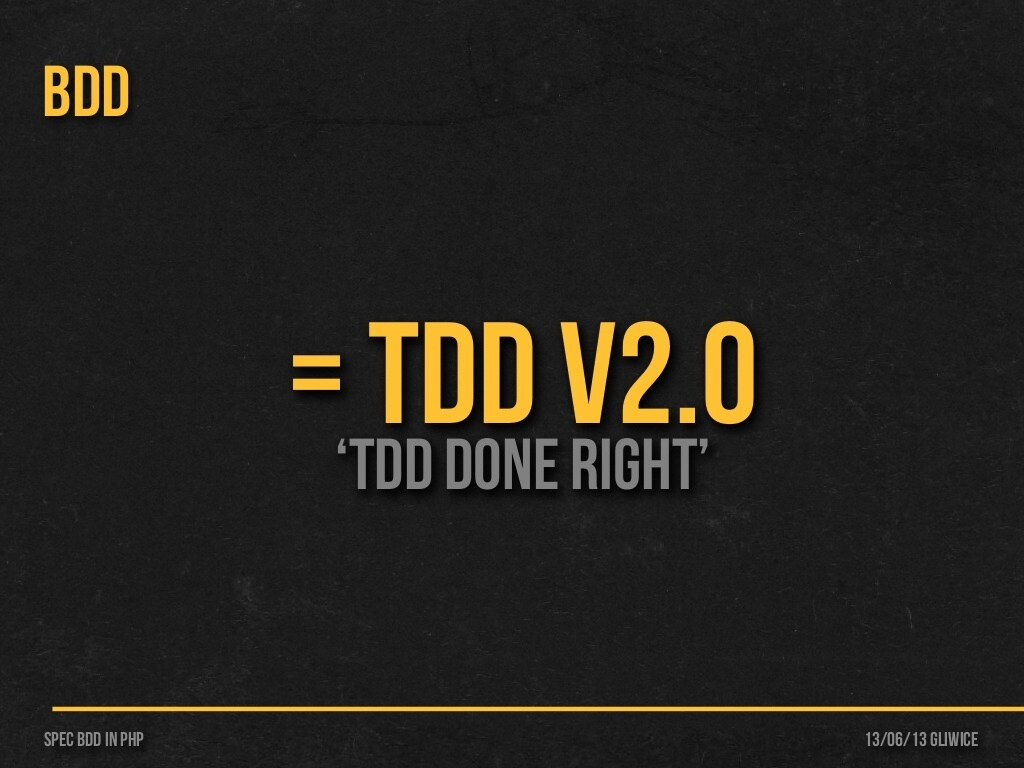 BDD
= TDD V2.0
‘TDD DONE RIGHT’
SPEC BDD IN PHP
13/06/13 GLIWICE